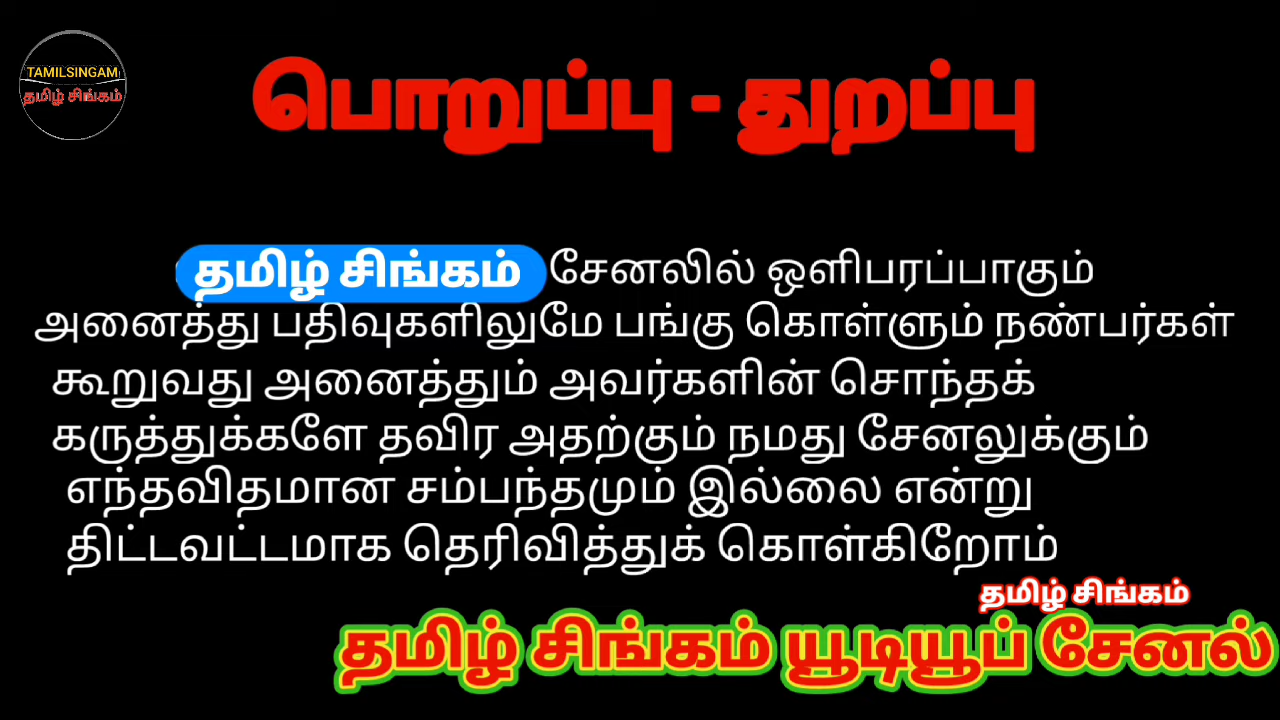 TAMILSINGAM
தமிழ் சிங்கம்
பொறுப்பு - துறப்பு
தமிழ் சிங்கம் சேனலில் ஒளிபரப்பாகும்
அனைத்து பதிவுகளிலுமே பங்கு கொள்ளும் நண்பர்கள்
கூறுவது அனைத்தும் அவர்களின் சொந்தக்
கருத்துக்களே தவிர அதற்கும் நமது சேனலுக்கும்
எந்தவிதமான சம்பந்தமும் இல்லை என்று
திட்டவட்டமாக தெரிவித்துக் கொள்கிறோம்
தமிழ் சிங்கம்
தமிழ் சிங்கம் யூடியூப் சேனல்